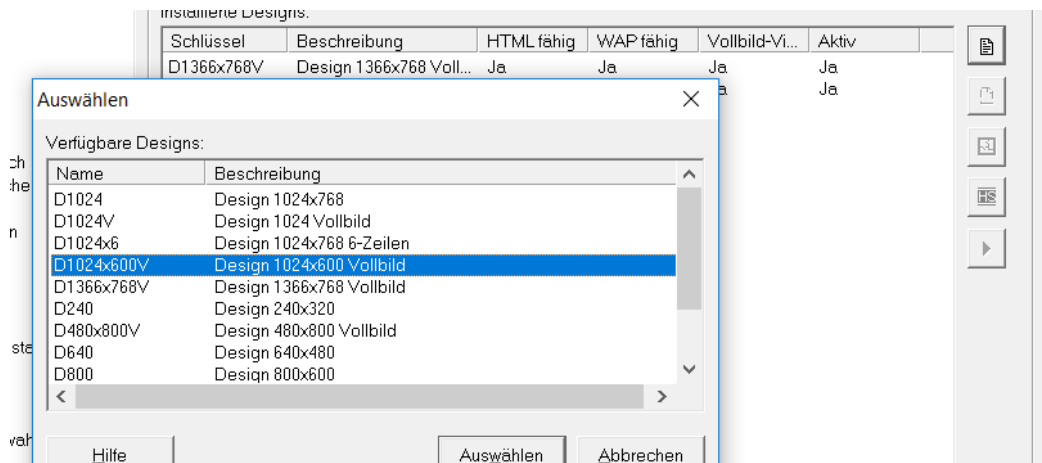 Installierte Designs:
Schlüssel Beschreibung HTML fähig WAP fähig Vollbild-Vi... Aktiv
D1366x768V Design 1366x768 Voll... Ja Ja Ja Ja
Ja
Auswählen
Verfügbare Designs:
Name Beschreibung
D1024 Design 1024x768
D1024V Design 1024 Vollbild
D1024x6 Design 1024x768 6-Zeilen
D1024x600V Design 1024x600 Vollbild
D1366x768V Design 1366x768 Vollbild
D240 Design 240x320
D480x800V Design 480x800 Vollbild
D640 Design 640x480
D800 Design 800x600
Hilfe Auswählen Abbrechen
HS